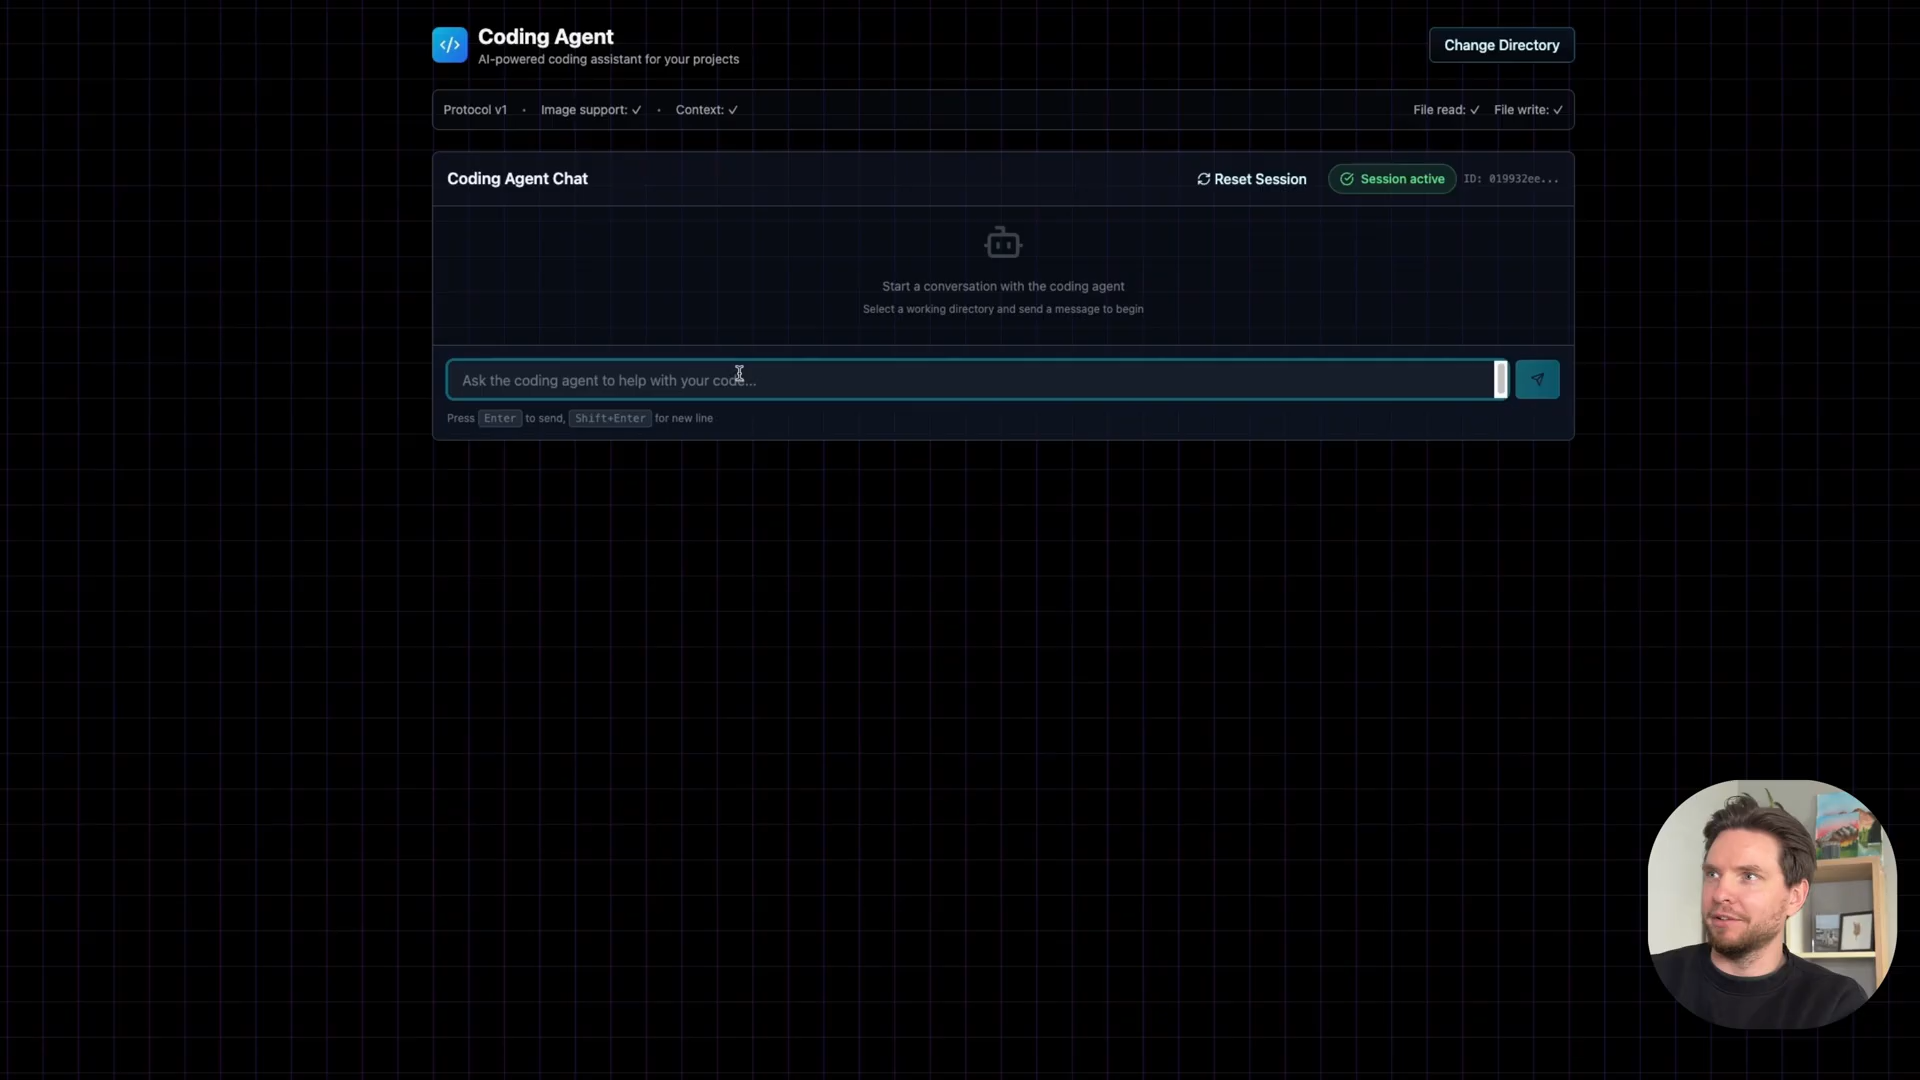 </>
Coding Agent
AI-powered coding assistant for your projects
Change Directory
Protocol v1 • Image support: ✓ • Context: ✓
File read: ✓ File write: ✓
Coding Agent Chat
Reset Session
Session active
ID: 019932ee...
Start a conversation with the coding agent
Select a working directory and send a message to begin
Ask the coding agent to help with your code...
Press Enter to send, Shift+Enter for new line